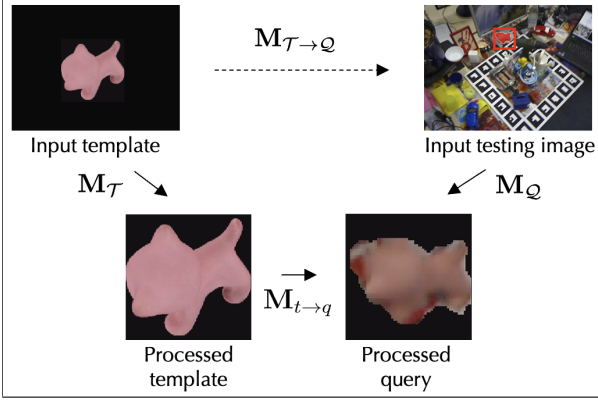 M_{𝒯→𝒬}
Input template
Input testing image
M_𝒯
M_𝒬
M_{t→q}
Processed
template
Processed
query